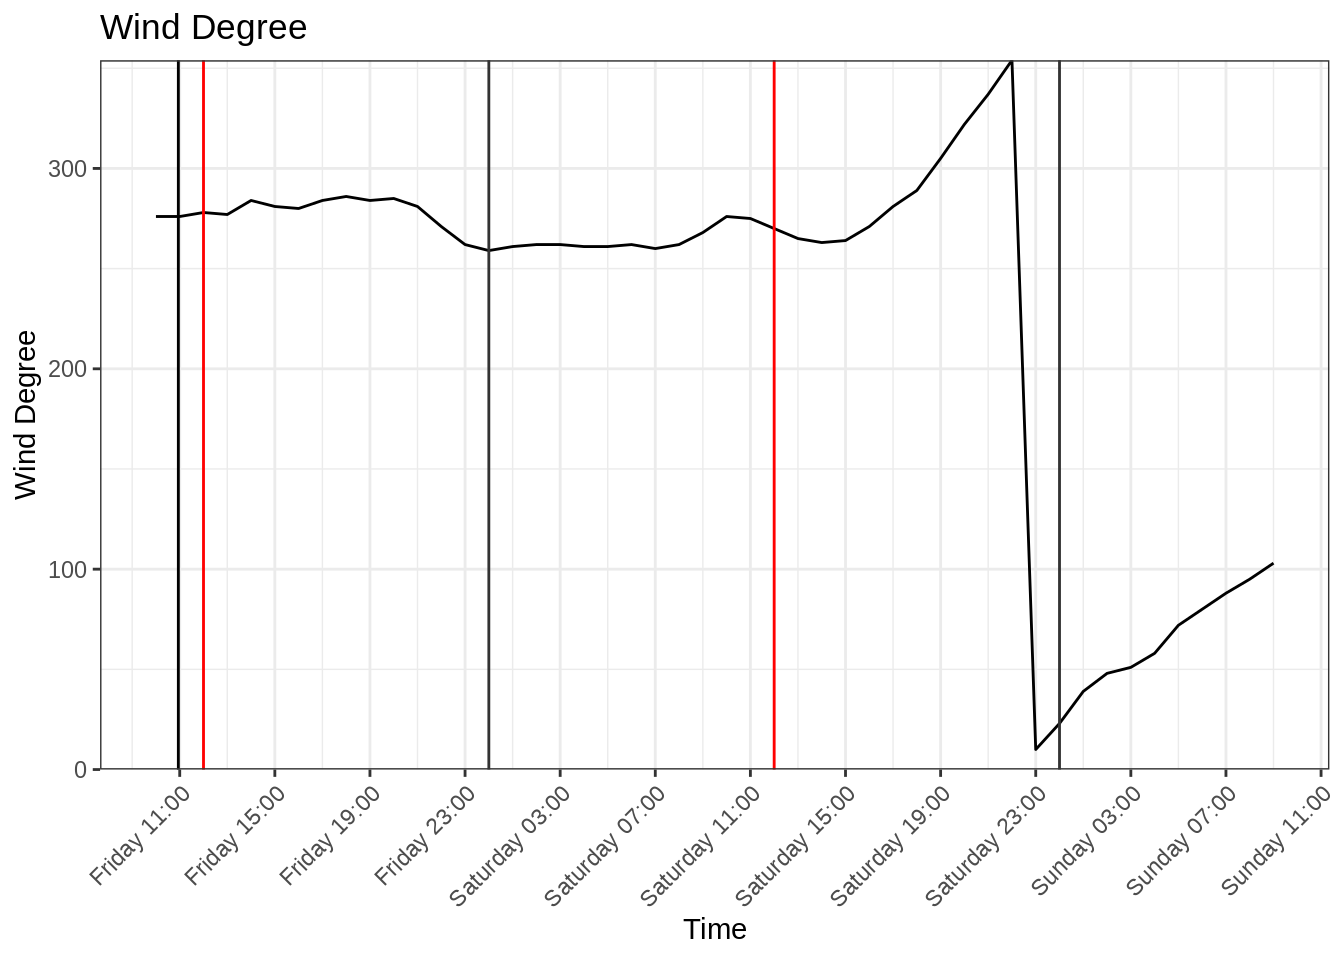 Wind Degree
Wind Degree
300
200
100
0
Friday 11:00
Friday 15:00
Friday 19:00
Friday 23:00
Saturday 03:00
Saturday 07:00
Saturday 11:00
Saturday 15:00
Saturday 19:00
Saturday 23:00
Sunday 03:00
Sunday 07:00
Sunday 11:00
Time